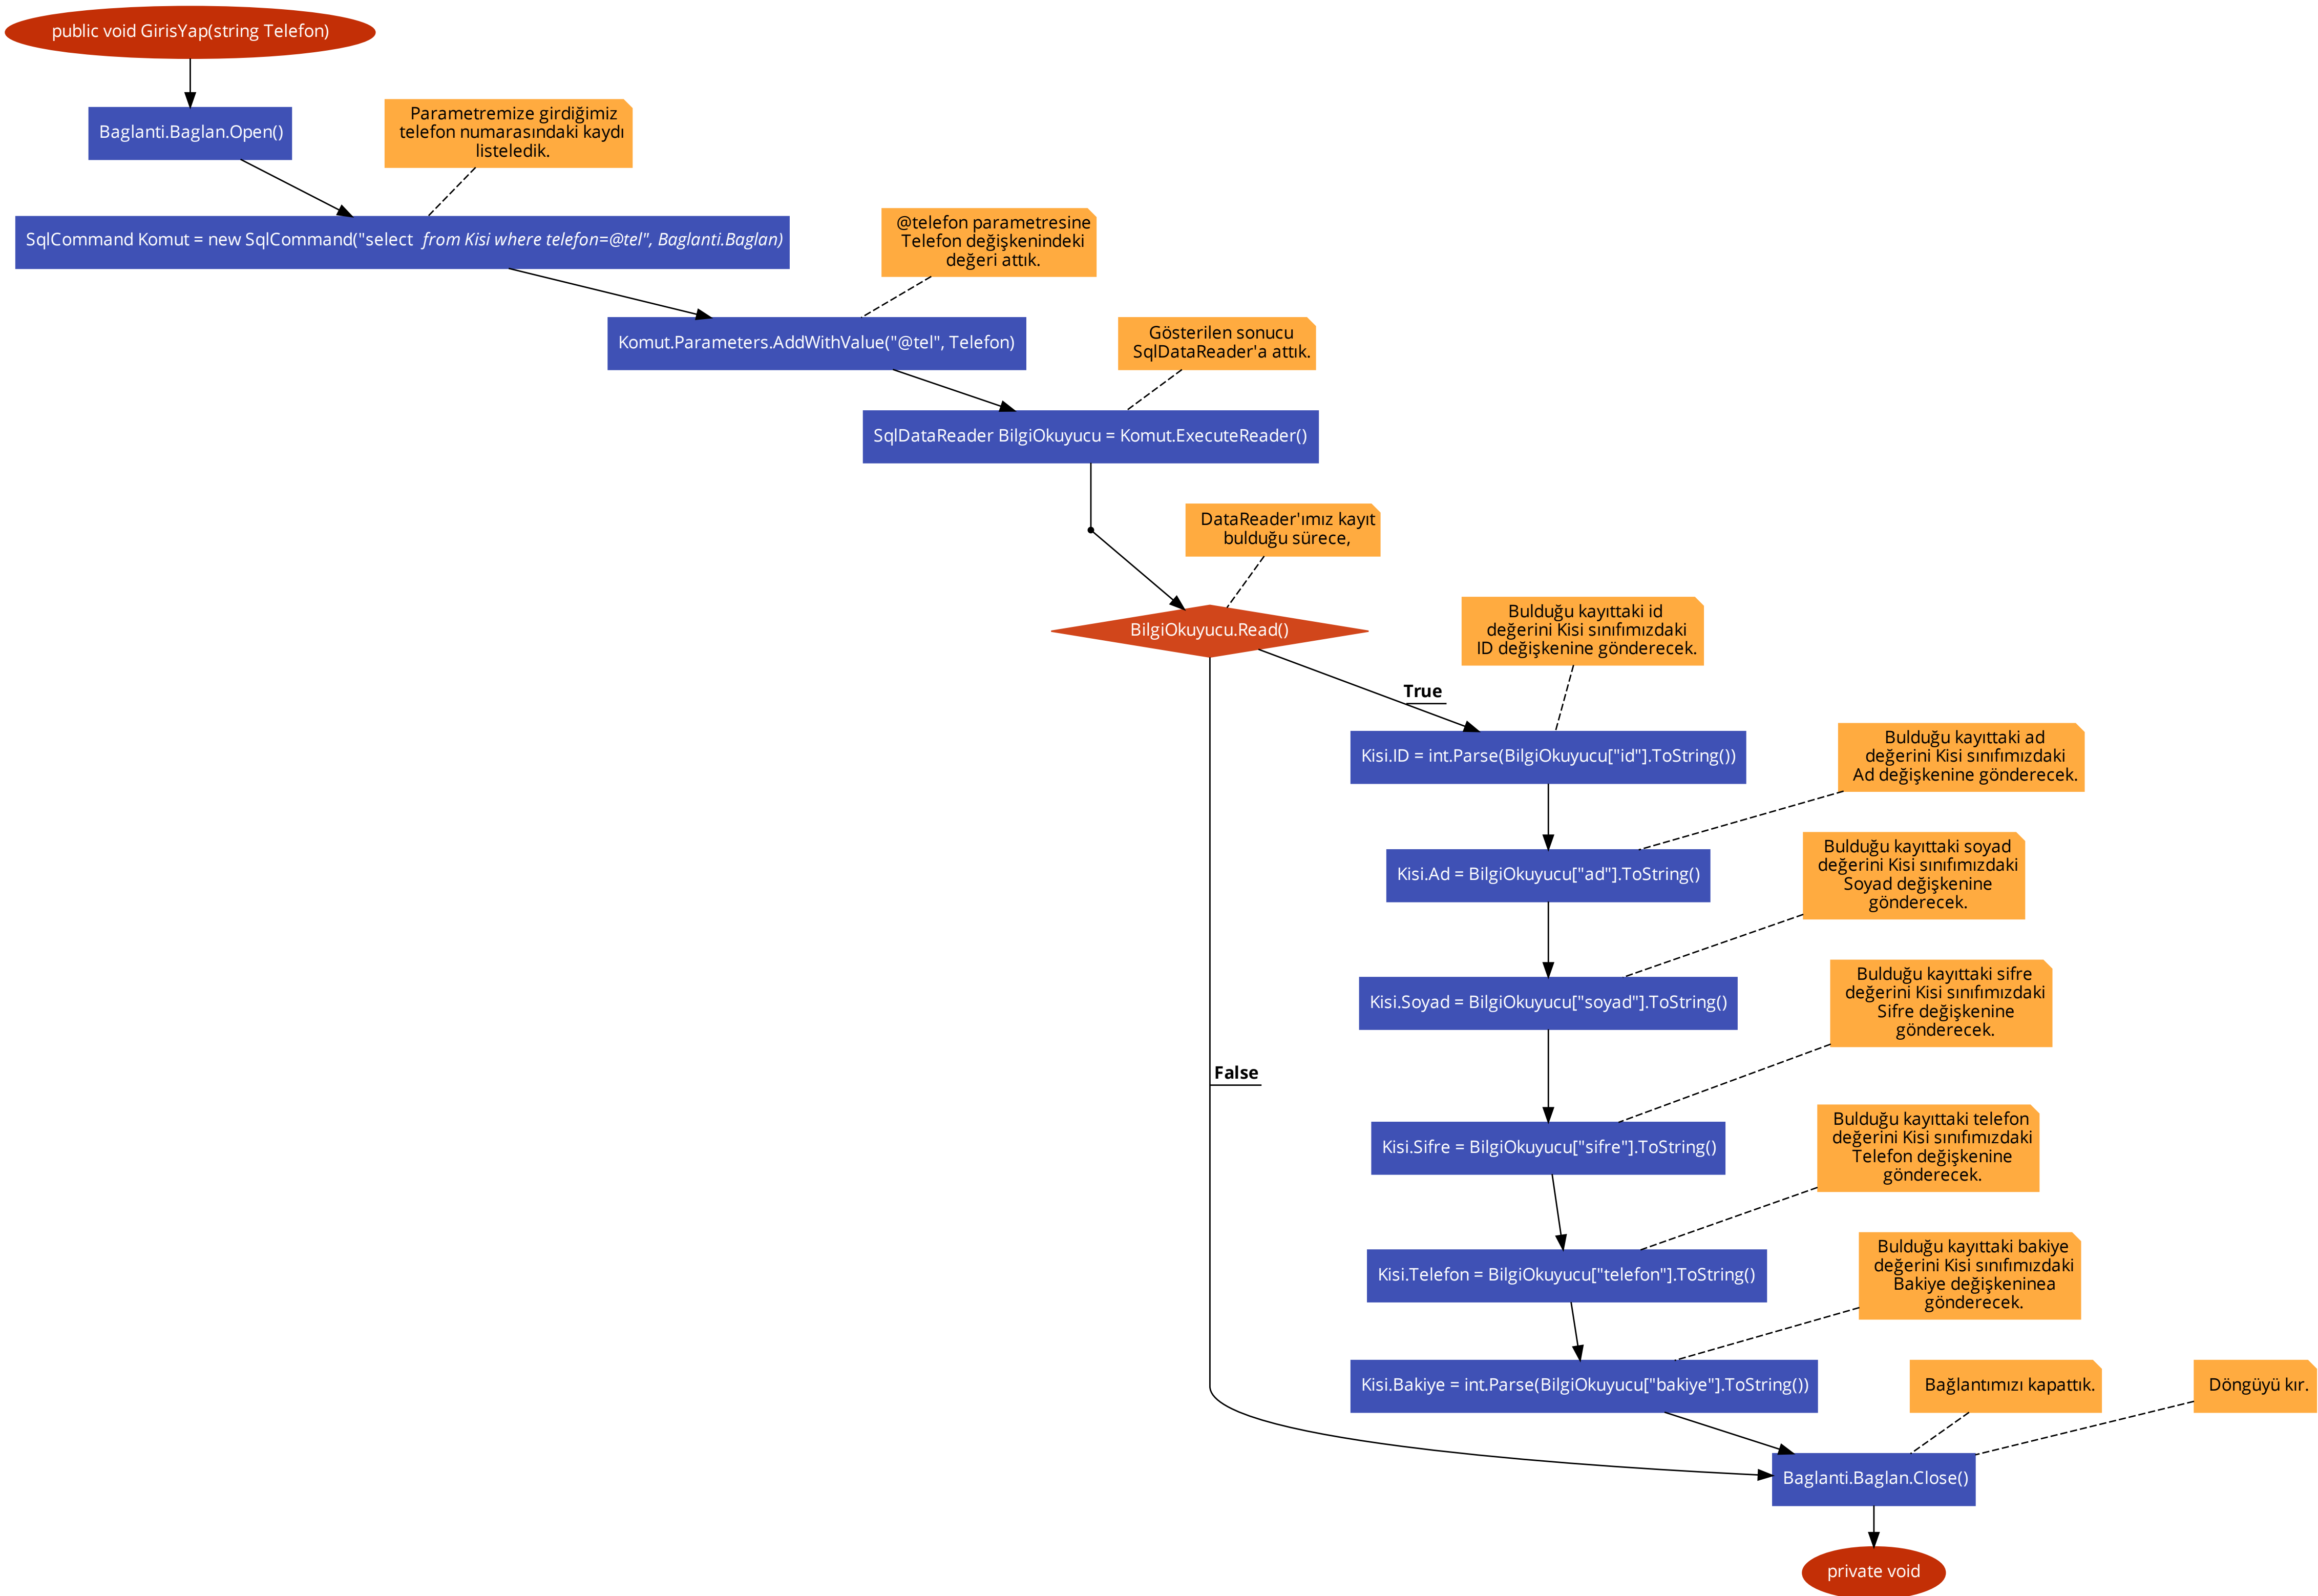 public void GirisYap(string Telefon)
Baglanti.Baglan.Open()
Parametremize girdiğimiz
telefon numarasındaki kaydı
listeledik.
SqlCommand Komut = new SqlCommand("select  from Kisi where telefon=@tel", Baglanti.Baglan)
@telefon parametresine
Telefon değişkenindeki
değeri attık.
Komut.Parameters.AddWithValue("@tel", Telefon)
Gösterilen sonucu
SqlDataReader'a attık.
SqlDataReader BilgiOkuyucu = Komut.ExecuteReader()
DataReader'ımız kayıt
bulduğu sürece,
BilgiOkuyucu.Read()
Bulduğu kayıttaki id
değerini Kisi sınıfımızdaki
ID değişkenine gönderecek.
True
Kisi.ID = int.Parse(BilgiOkuyucu["id"].ToString())
Bulduğu kayıttaki ad
değerini Kisi sınıfımızdaki
Ad değişkenine gönderecek.
Kisi.Ad = BilgiOkuyucu["ad"].ToString()
Bulduğu kayıttaki soyad
değerini Kisi sınıfımızdaki
Soyad değişkenine
gönderecek.
Kisi.Soyad = BilgiOkuyucu["soyad"].ToString()
Bulduğu kayıttaki sifre
değerini Kisi sınıfımızdaki
Sifre değişkenine
gönderecek.
False
Kisi.Sifre = BilgiOkuyucu["sifre"].ToString()
Bulduğu kayıttaki telefon
değerini Kisi sınıfımızdaki
Telefon değişkenine
gönderecek.
Kisi.Telefon = BilgiOkuyucu["telefon"].ToString()
Bulduğu kayıttaki bakiye
değerini Kisi sınıfımızdaki
Bakiye değişkeninea
gönderecek.
Kisi.Bakiye = int.Parse(BilgiOkuyucu["bakiye"].ToString())
Bağlantımızı kapattık.
Döngüyü kır.
Baglanti.Baglan.Close()
private void